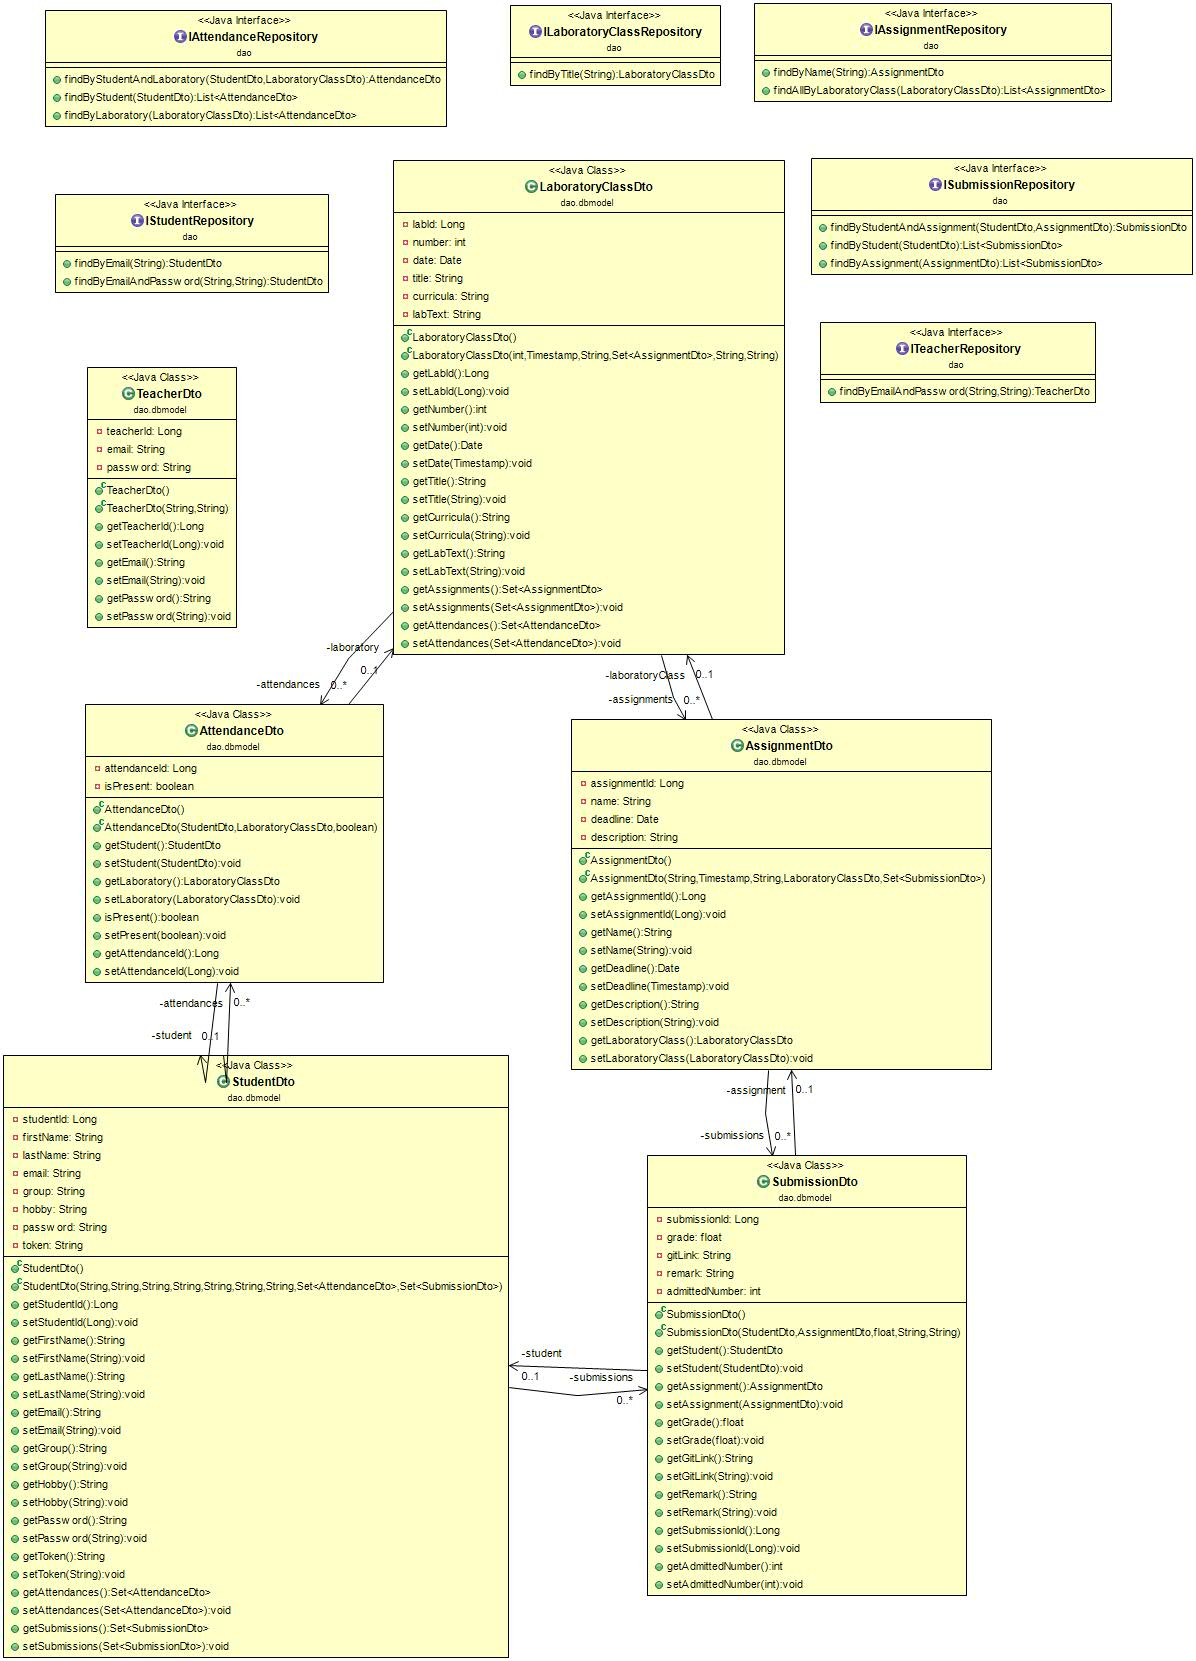 <<Java Interface>>
IAttendanceRepository
dao
findByStudentAndLaboratory(StudentDto,LaboratoryClassDto):AttendanceDto
findByStudent(StudentDto):List<AttendanceDto>
findByLaboratory(LaboratoryClassDto):List<AttendanceDto>
<<Java Interface>>
ILaboratoryClassRepository
dao
findByTitle(String):LaboratoryClassDto
<<Java Interface>>
IAssignmentRepository
dao
findByName(String):AssignmentDto
findAllByLaboratoryClass(LaboratoryClassDto):List<AssignmentDto>
<<Java Interface>>
IStudentRepository
dao
findByEmail(String):StudentDto
findByEmailAndPassword(String,String):StudentDto
<<Java Class>>
LaboratoryClassDto
dao.dbmodel
labId: Long
number: int
date: Date
title: String
curricula: String
labText: String
LaboratoryClassDto()
LaboratoryClassDto(int,Timestamp,String,Set<AssignmentDto>,String,String)
getLabId():Long
setLabId(Long):void
getNumber():int
setNumber(int):void
getDate():Date
setDate(Timestamp):void
getTitle():String
setTitle(String):void
getCurricula():String
setCurricula(String):void
getLabText():String
setLabText(String):void
getAssignments():Set<AssignmentDto>
setAssignments(Set<AssignmentDto>):void
getAttendances():Set<AttendanceDto>
setAttendances(Set<AttendanceDto>):void
<<Java Interface>>
ISubmissionRepository
dao
findByStudentAndAssignment(StudentDto,AssignmentDto):SubmissionDto
findByStudent(StudentDto):List<SubmissionDto>
findByAssignment(AssignmentDto):List<SubmissionDto>
<<Java Interface>>
ITeacherRepository
dao
findByEmailAndPassword(String,String):TeacherDto
<<Java Class>>
TeacherDto
dao.dbmodel
teacherId: Long
email: String
password: String
TeacherDto()
TeacherDto(String,String)
getTeacherId():Long
setTeacherId(Long):void
getEmail():String
setEmail(String):void
getPassword():String
setPassword(String):void
-laboratory
0..1
-attendances 0..*
-laboratoryClass 0..1
-assignments 0..*
<<Java Class>>
AttendanceDto
dao.dbmodel
attendanceId: Long
isPresent: boolean
AttendanceDto()
AttendanceDto(StudentDto,LaboratoryClassDto,boolean)
getStudent():StudentDto
setStudent(StudentDto):void
getLaboratory():LaboratoryClassDto
setLaboratory(LaboratoryClassDto):void
isPresent():boolean
setPresent(boolean):void
getAttendanceId():Long
setAttendanceId(Long):void
<<Java Class>>
AssignmentDto
dao.dbmodel
assignmentId: Long
name: String
deadline: Date
description: String
AssignmentDto()
AssignmentDto(String,Timestamp,String,LaboratoryClassDto,Set<SubmissionDto>)
getAssignmentId():Long
setAssignmentId(Long):void
getName():String
setName(String):void
getDeadline():Date
setDeadline(Timestamp):void
getDescription():String
setDescription(String):void
getLaboratoryClass():LaboratoryClassDto
setLaboratoryClass(LaboratoryClassDto):void
-attendances 0..*
-student 0..1
-assignment 0..1
-submissions 0..*
<<Java Class>>
StudentDto
dao.dbmodel
studentId: Long
firstName: String
lastName: String
email: String
group: String
hobby: String
password: String
token: String
StudentDto()
StudentDto(String,String,String,String,String,String,String,Set<AttendanceDto>,Set<SubmissionDto>)
getStudentId():Long
setStudentId(Long):void
getFirstName():String
setFirstName(String):void
getLastName():String
setLastName(String):void
getEmail():String
setEmail(String):void
getGroup():String
setGroup(String):void
getHobby():String
setHobby(String):void
getPassword():String
setPassword(String):void
getToken():String
setToken(String):void
getAttendances():Set<AttendanceDto>
setAttendances(Set<AttendanceDto>):void
getSubmissions():Set<SubmissionDto>
setSubmissions(Set<SubmissionDto>):void
-student
0..1 -submissions
0..*
<<Java Class>>
SubmissionDto
dao.dbmodel
submissionId: Long
grade: float
gitLink: String
remark: String
admittedNumber: int
SubmissionDto()
SubmissionDto(StudentDto,AssignmentDto,float,String,String)
getStudent():StudentDto
setStudent(StudentDto):void
getAssignment():AssignmentDto
setAssignment(AssignmentDto):void
getGrade():float
setGrade(float):void
getGitLink():String
setGitLink(String):void
getRemark():String
setRemark(String):void
getSubmissionId():Long
setSubmissionId(Long):void
getAdmittedNumber():int
setAdmittedNumber(int):void